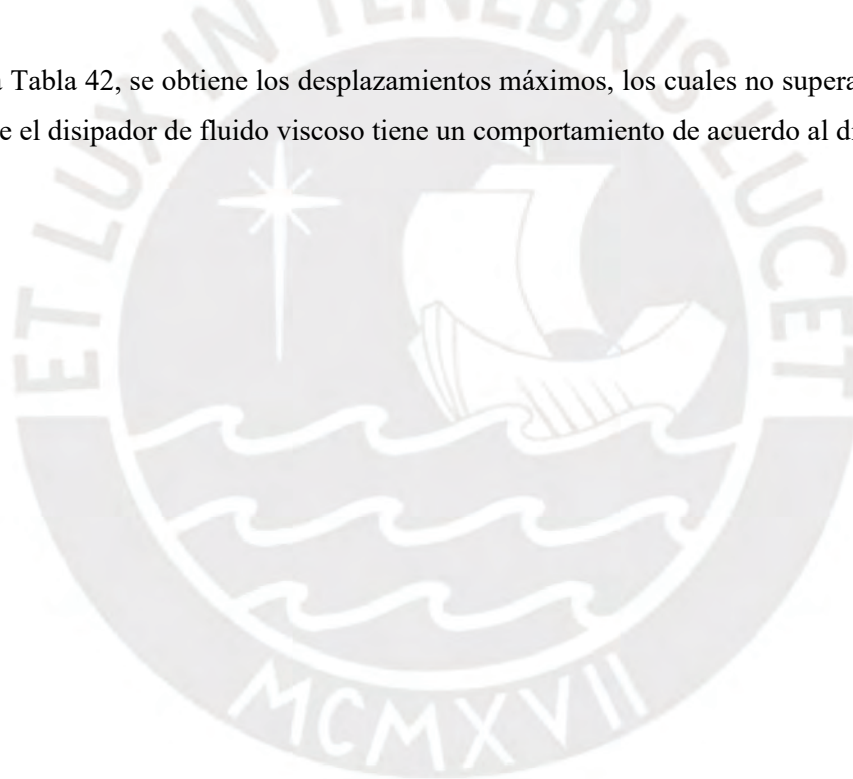 ET LUX IN TENEBRIS LUCET
Tabla 42, se obtiene los desplazamientos máximos, los cuales no
el disipador de fluido viscoso tiene un comportamiento de acuerdo al
MCMXVII